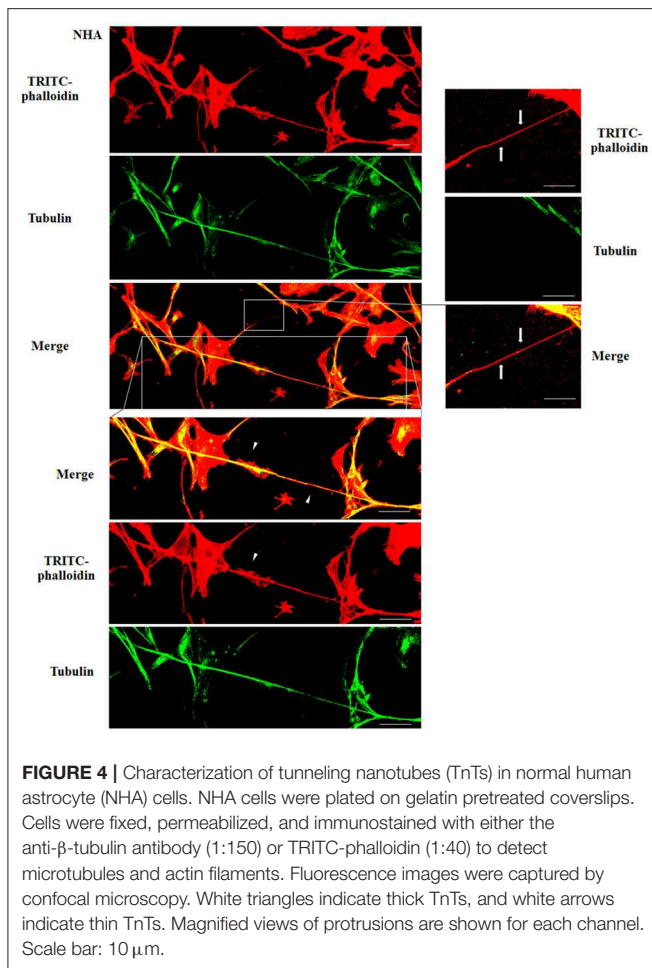 NHA
TRITC-
phalloidin
Tubulin
Merge
Merge
TRITC-
phalloidin
Tubulin
TRITC-
phalloidin
Tubulin
Merge
FIGURE 4 | Characterization of tunneling nanotubes (TnTs) in normal human
astrocyte (NHA) cells. NHA cells were plated on gelatin pretreated coverslips.
Cells were fixed, permeabilized, and immunostained with either the
anti-β-tubulin antibody (1:150) or TRITC-phalloidin (1:40) to detect
microtubules and actin filaments. Fluorescence images were captured by
confocal microscopy. White triangles indicate thick TnTs, and white arrows
indicate thin TnTs. Magnified views of protrusions are shown for each channel.
Scale bar: 10 μm.